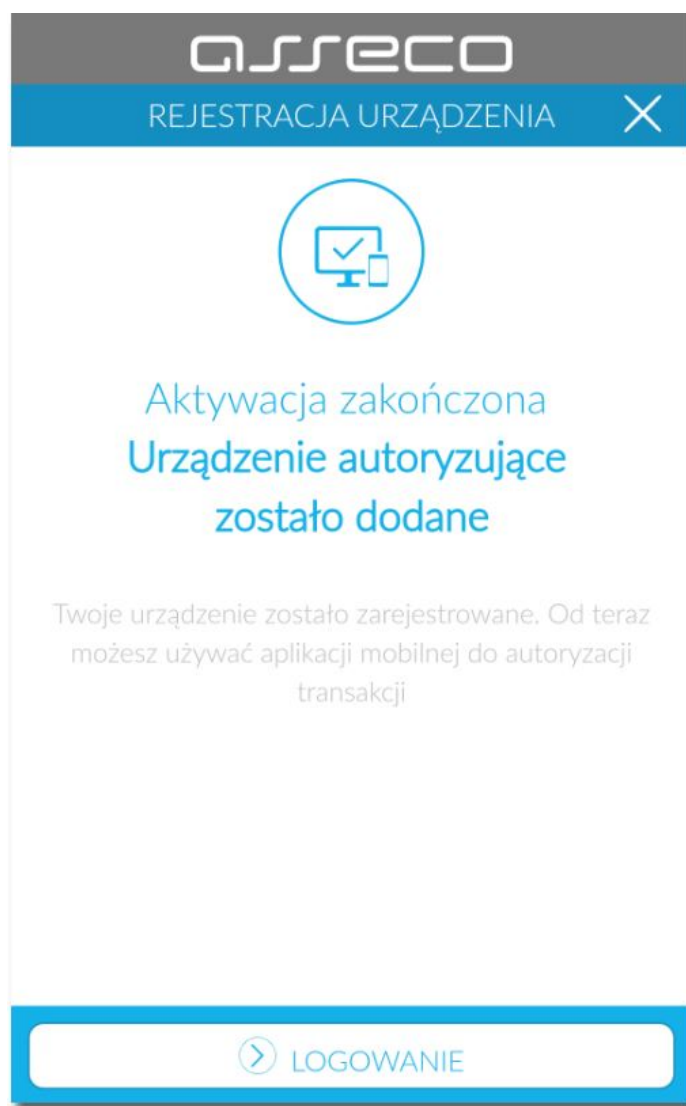 asseco
REJESTRACJA URZĄDZENIA
Aktywacja zakończona
Urządzenie autoryzujące
zostało dodane
Twoje urządzenie zostało zarejestrowane. Od teraz
możesz używać aplikacji mobilnej do autoryzacji
transakcji
LOGOWANIE